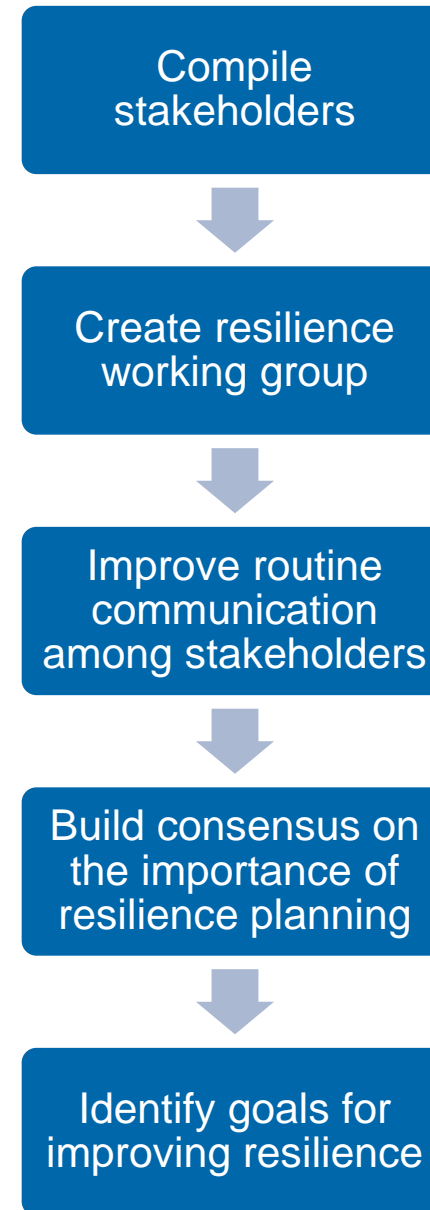 Compile
stakeholders
Create resilience
working group
Improve routine
communication
among stakeholders
Build consensus on
the importance of
resilience planning
Identify goals for
improving resilience